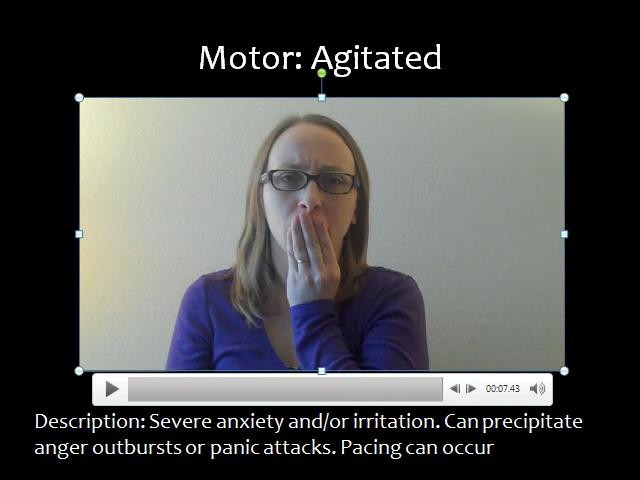 Motor: Agitated
00:07.43
Description: Severe anxiety and/or irritation. Can precipitate
anger outbursts or panic attacks. Pacing can occur